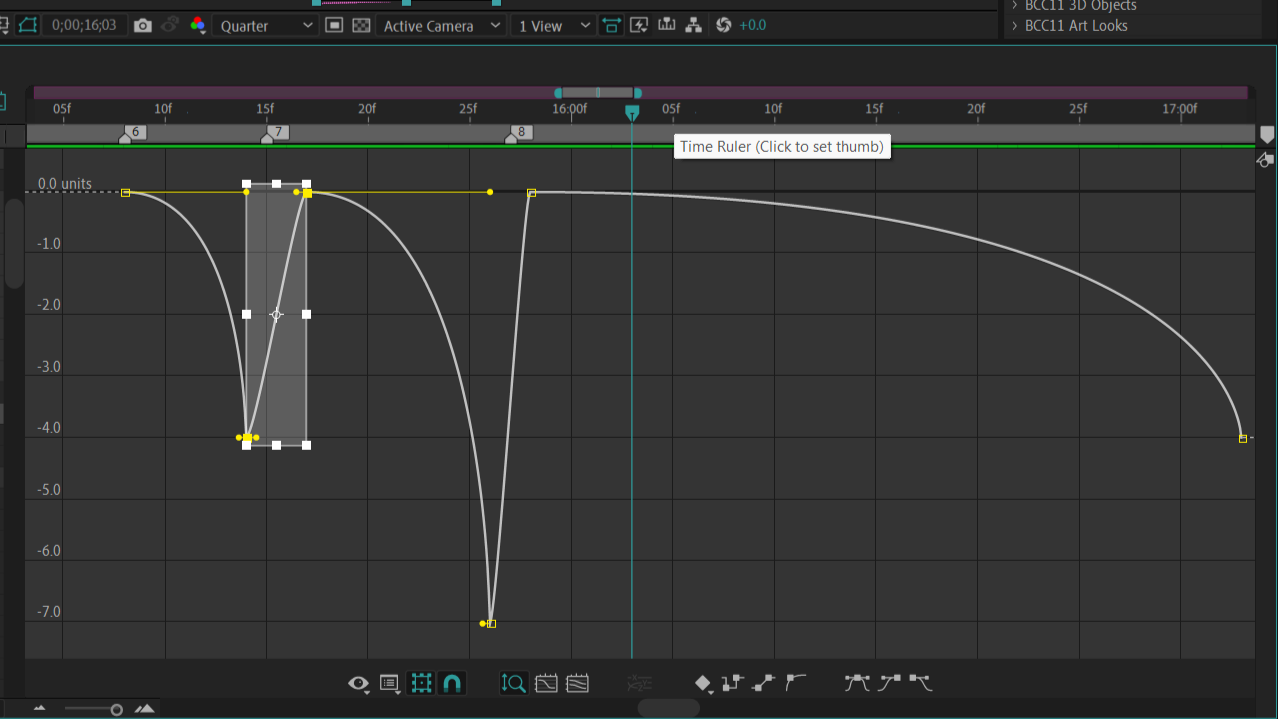 BCC11 3D Objects
0;00;16;03 Quarter Active Camera 1 View +0.0
BCC11 Art Looks
05f 10f 15f 20f 25f 16:00f 05f 10f 15f 20f 25f 17:00f
6 7 8
Time Ruler (Click to set thumb)
0.0 units
-1.0
-2.0
-3.0
-4.0
-5.0
-6.0
-7.0